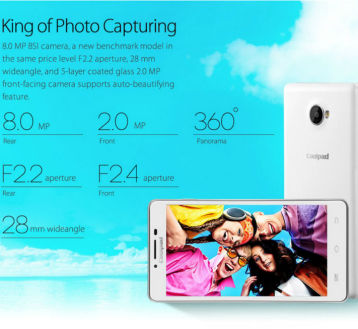 King of Photo Capturing
8.0 MP BSI camera, a new benchmark model in
the same price level F2.2 aperture, 28 mm
wideangle, and 5-layer coated glass 2.0 MP
front-facing camera supports auto-beautifying
feature.
8.0 MP 2.0 MP 360°
Rear Front Panorama
F2.2 aperture F2.4 aperture
Rear Front
28 mm wideangle
Coolpad
Coolpad